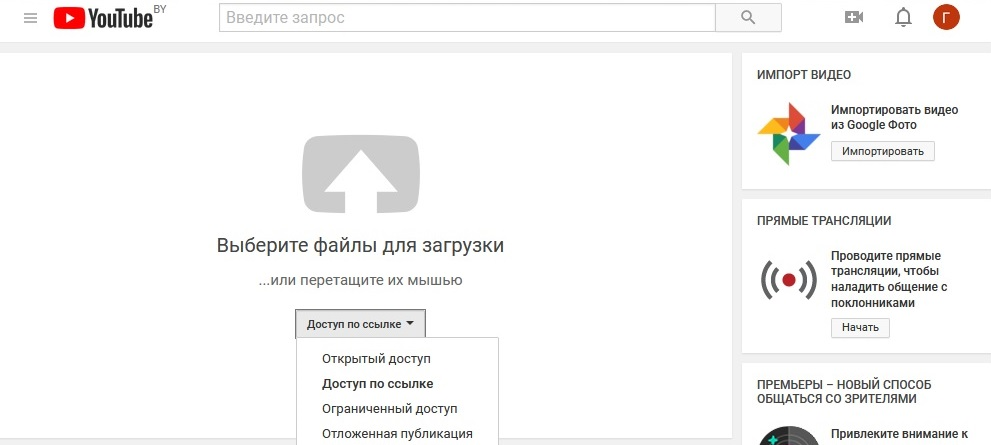 YouTube BY
Введите запрос
Г
Выберите файлы для загрузки
...или перетащите их мышью
Доступ по ссылке
Открытый доступ
Доступ по ссылке
Ограниченный доступ
Отложенная публикация
ИМПОРТ ВИДЕО
Импортировать видео
из Google Фото
Импортировать
ПРЯМЫЕ ТРАНСЛЯЦИИ
Проводите прямые
трансляции, чтобы
наладить общение с
поклонниками
Начать
ПРЕМЬЕРЫ – НОВЫЙ СПОСОБ
ОБЩАТЬСЯ СО ЗРИТЕЛЯМИ
Привлеките внимание к